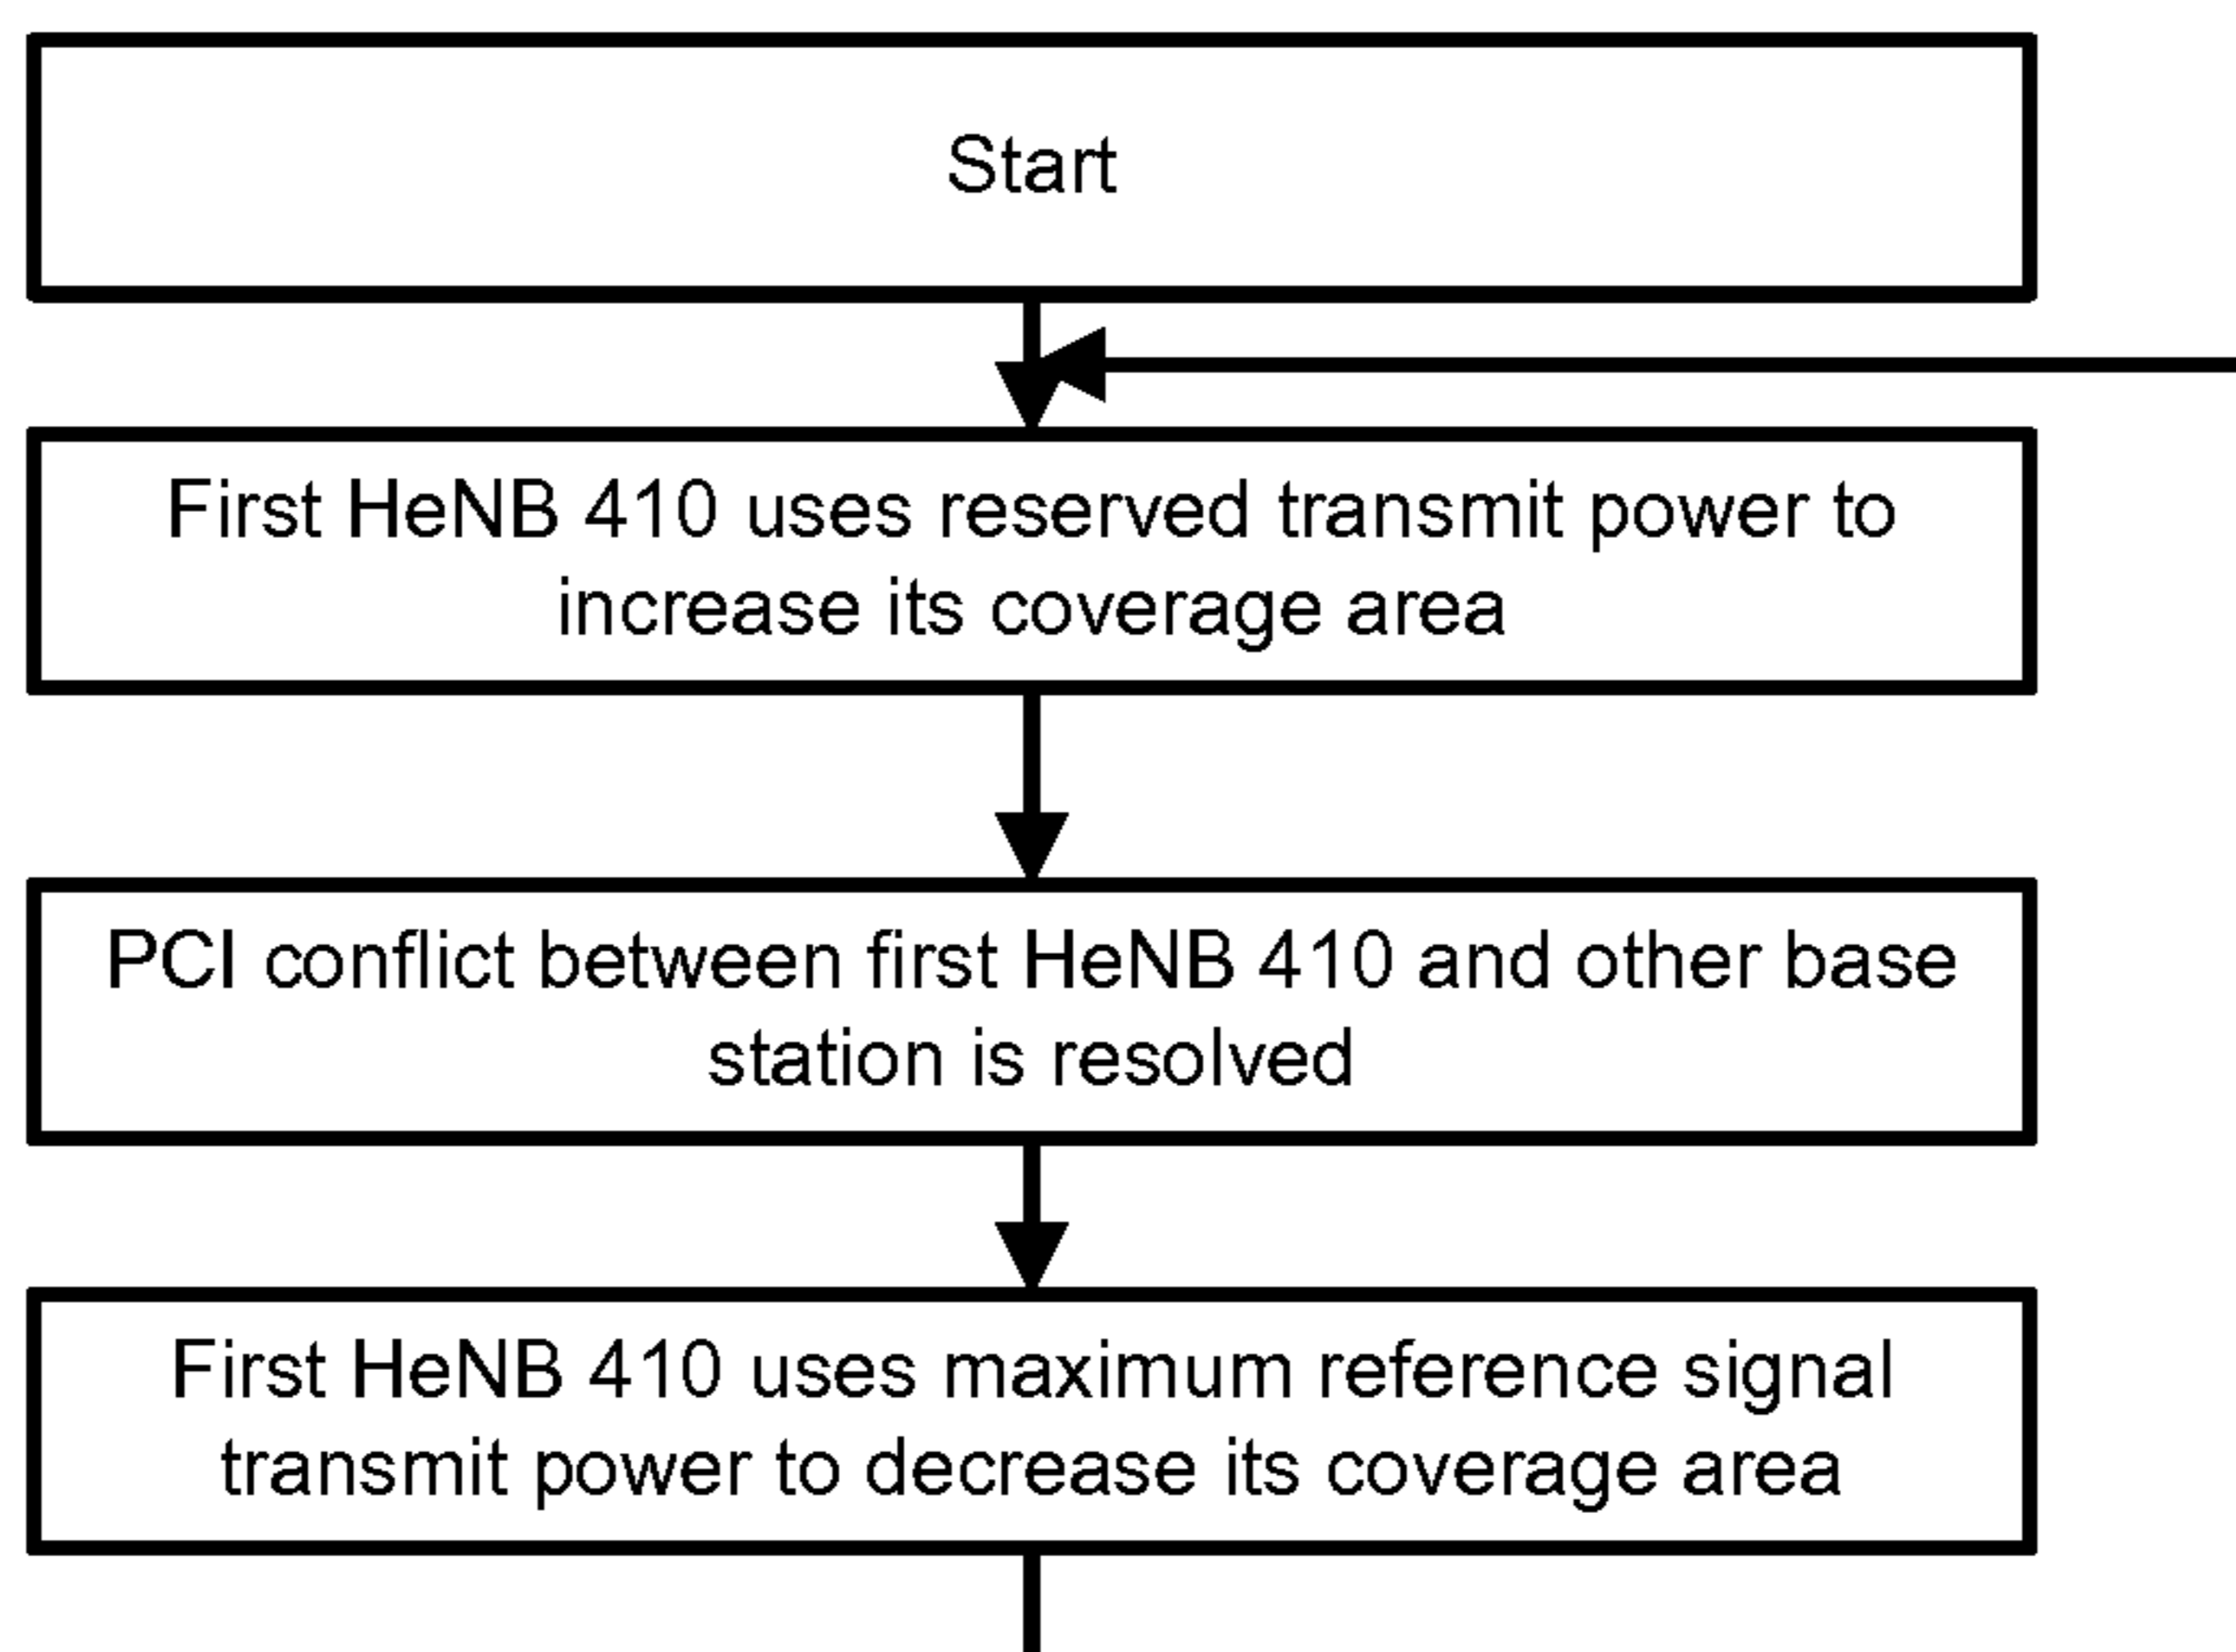 Start
First HeNB 410 uses reserved transmit power to
increase its coverage area
PCI conflict between first HeNB 410 and other base
station is resolved
First HeNB 410 uses maximum reference signal
transmit power to decrease its coverage area